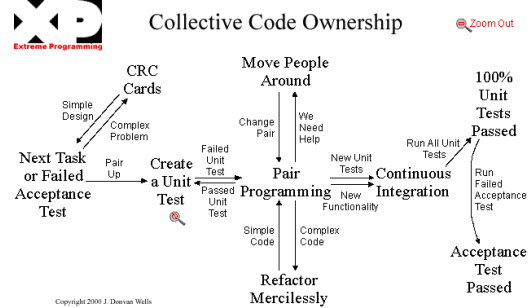 XP
Extreme Programming
Collective Code Ownership
Zoom Out
CRC
Cards
Move People
Around
100%
Unit
Tests
Passed
Simple
Design
Complex
Problem
Change
Pair
We
Need
Help
Next Task
or Failed
Acceptance
Test
Pair
Up
Create
a Unit
Test
Failed
Unit
Test
Passed
Unit
Test
Pair
Programming
New Unit
Tests
New
Functionality
Continuous
Integration
Run All Unit
Tests
Run
Failed
Acceptance
Test
Simple
Code
Complex
Code
Acceptance
Test
Passed
Refactor
Mercilessly
Copyright 2000 J. Donvan Wells